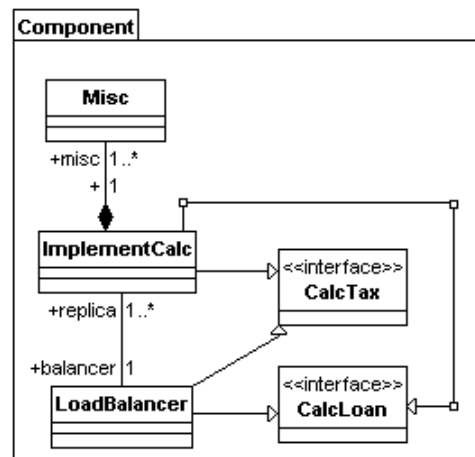 Component
Misc
+misc 1..*
+ 1
ImplementCalc
<<interface>>
CalcTax
+replica 1..*
+balancer 1
LoadBalancer
<<interface>>
CalcLoan